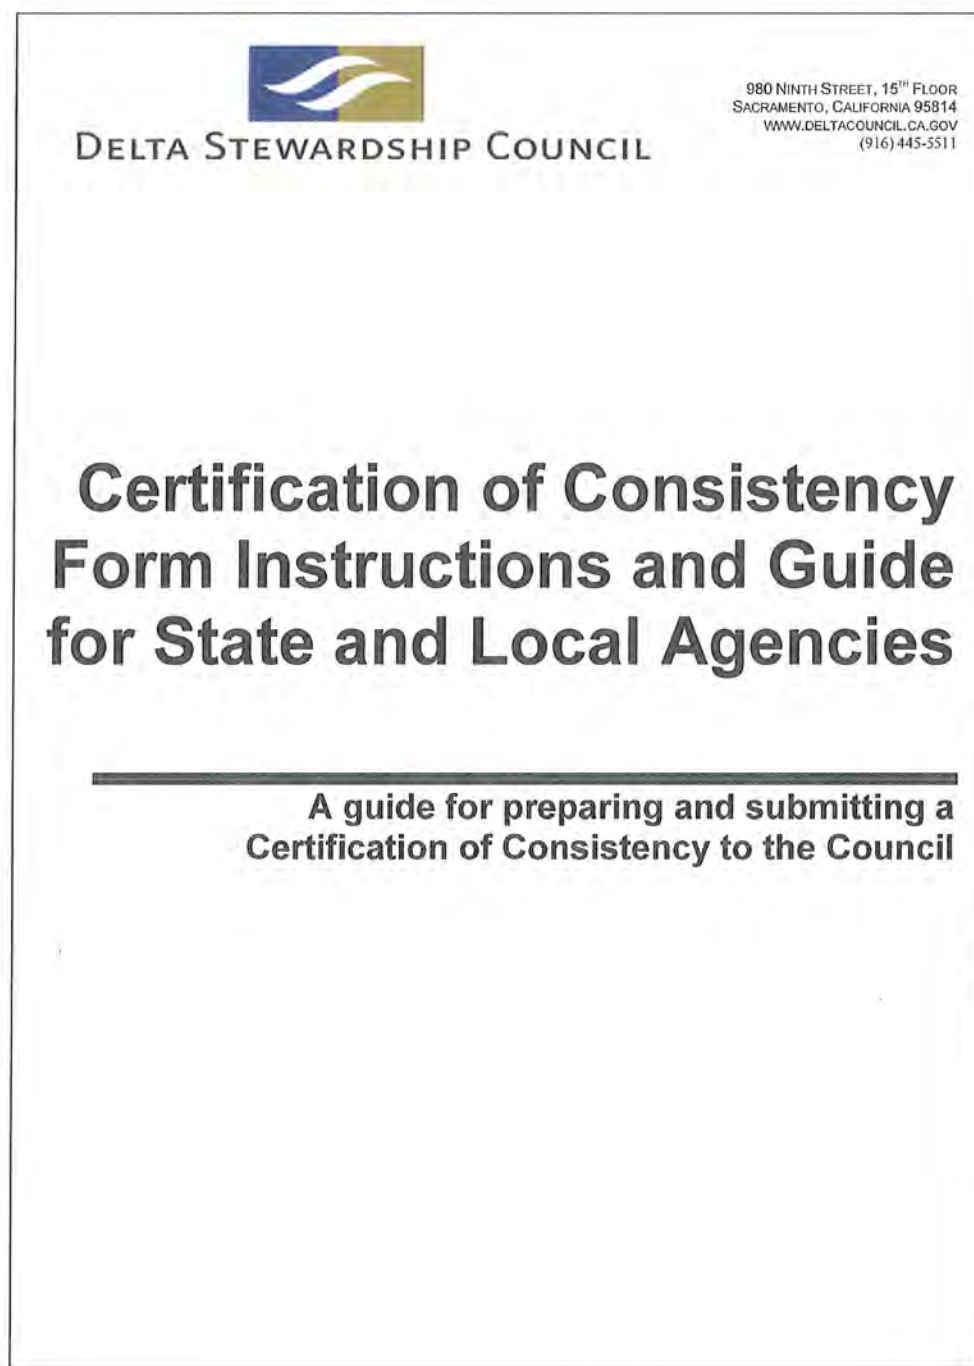 DELTA STEWARDSHIP COUNCIL
980 NINTH STREET, 15TH FLOOR
SACRAMENTO, CALIFORNIA 95814
WWW.DELTACOUNCIL.CA.GOV
(916) 445-5511
Certification of Consistency
Form Instructions and Guide
for State and Local Agencies
A guide for preparing and submitting a
Certification of Consistency to the Council